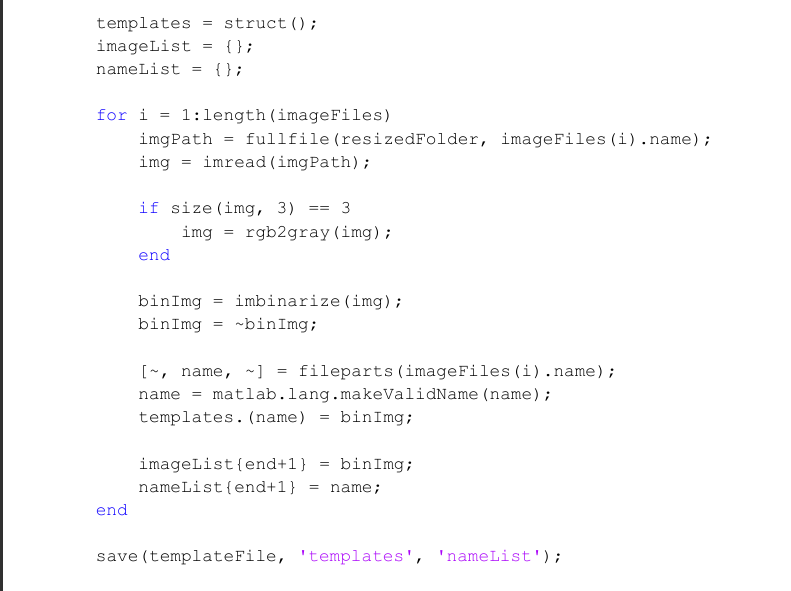 templates = struct();
imageList = {};
nameList = {};
for i = 1:length(imageFiles)
imgPath = fullfile(resizedFolder, imageFiles(i).name);
img = imread(imgPath);
if size(img, 3) == 3
img = rgb2gray(img);
end
binImg = imbinarize(img);
binImg = ~binImg;
[~, name, ~] = fileparts(imageFiles(i).name);
name = matlab.lang.makeValidName(name);
templates.(name) = binImg;
imageList{end+1} = binImg;
nameList{end+1} = name;
end
save(templateFile, 'templates', 'nameList');